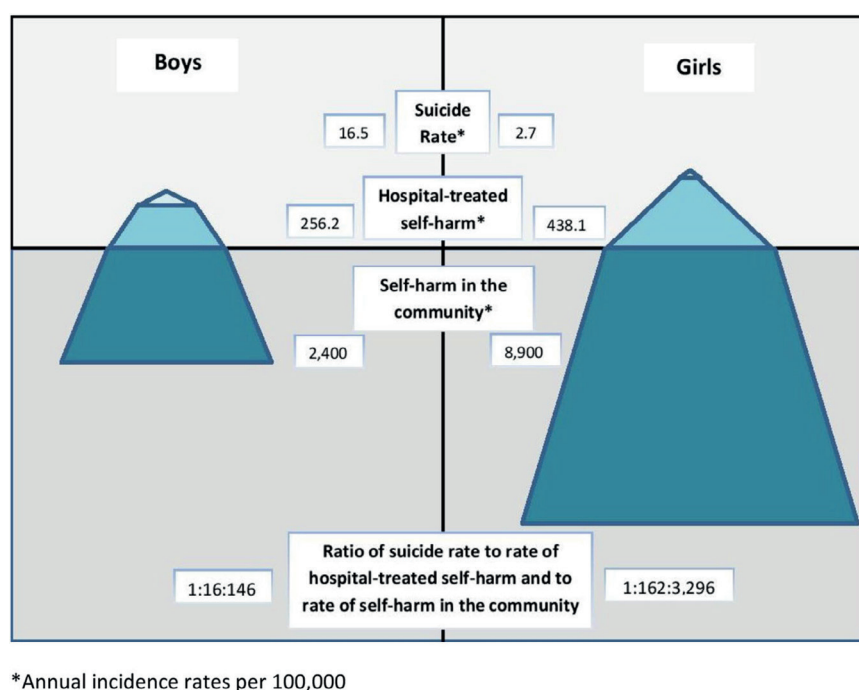 Boys
Girls
Suicide
Rate*
16.5
2.7
Hospital-treated
self-harm*
256.2
438.1
Self-harm in the
community*
2,400
8,900
Ratio of suicide rate to rate of
hospital-treated self-harm and to
rate of self-harm in the community
1:16:146
1:162:3,296
*Annual incidence rates per 100,000